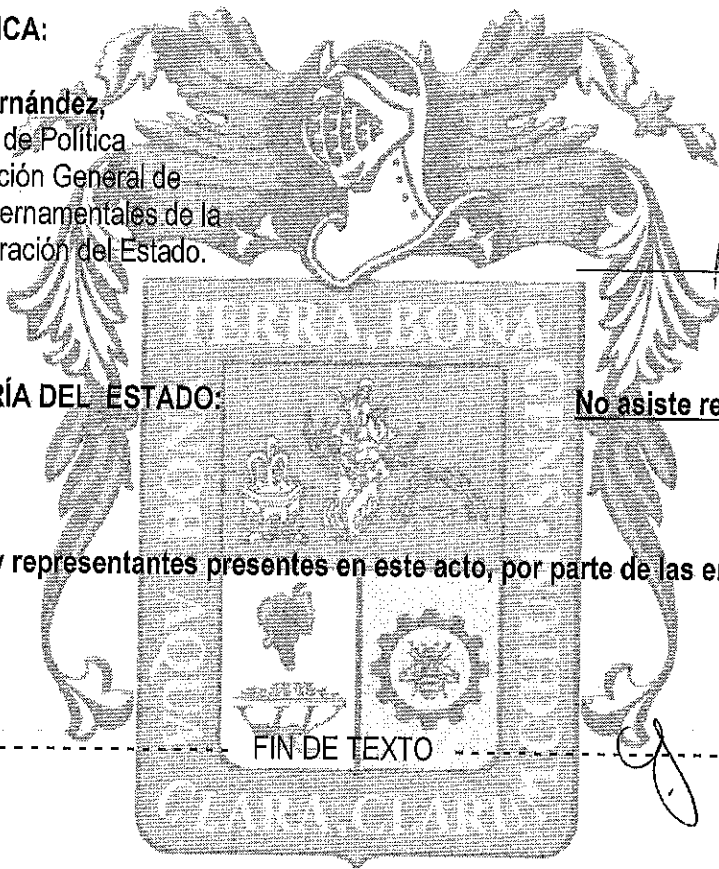 ICA:
rnández,
de Política
ción General de
ernamentales de la
ración del Estado.
TERRA, BONA
RÍA DEL ESTADO:
No asiste re
y representantes presentes en este acto, por parte de las e
FIN DE TEXTO
CLARA, CLARIS